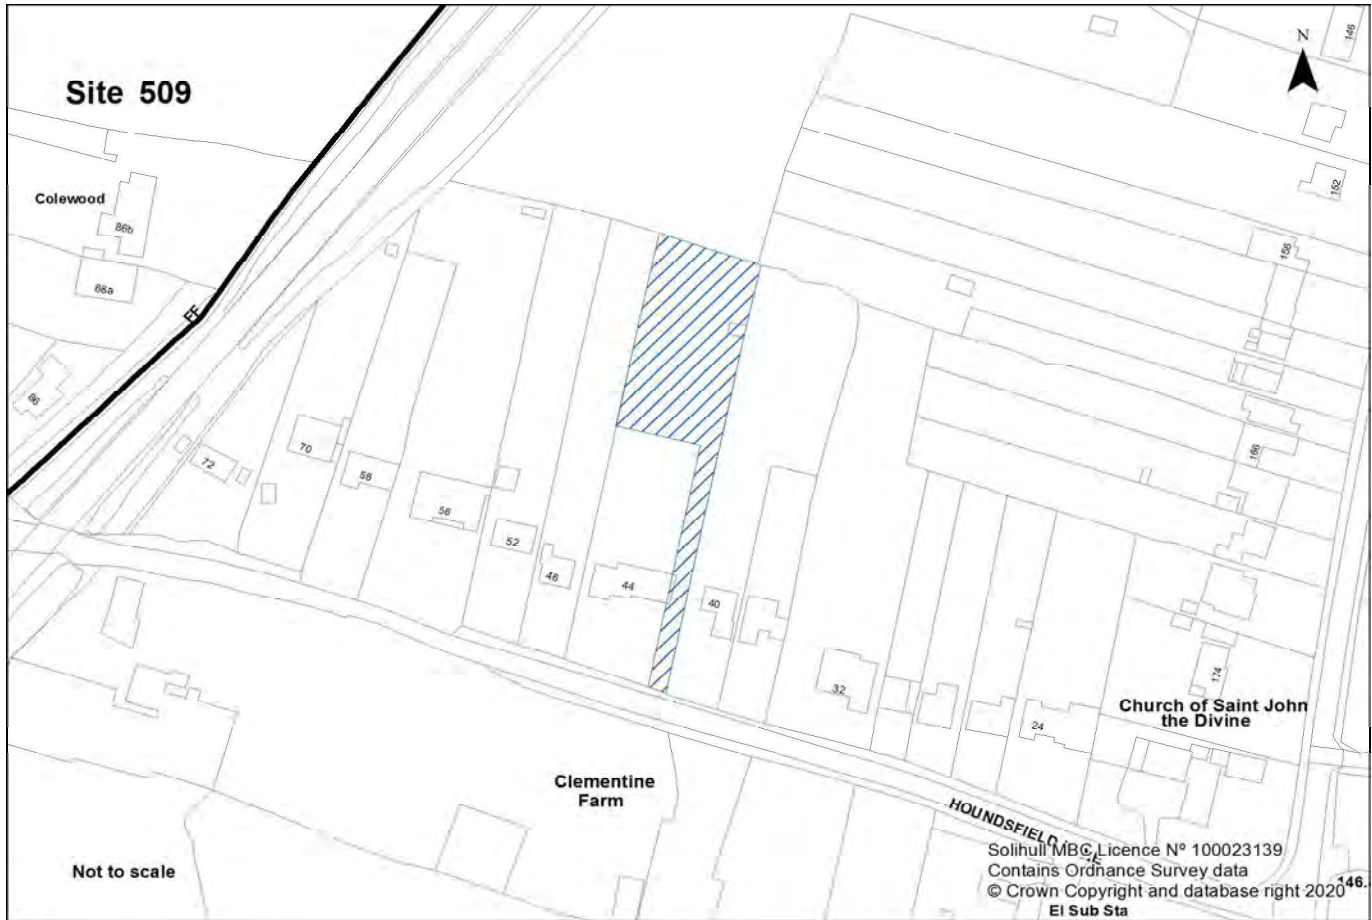 N
146
Site 509
152
Colewood
86b
156
86a
EF
86
70
72
58
56
166
52
46
44
40
174
32
Church of Saint John
the Divine
24
Clementine
Farm
HOUNDSFIELD
Solihull MBC Licence Nº 100023139
Not to scale
Contains Ordnance Survey data
© Crown Copyright and database right 2020
146.
El Sub Sta